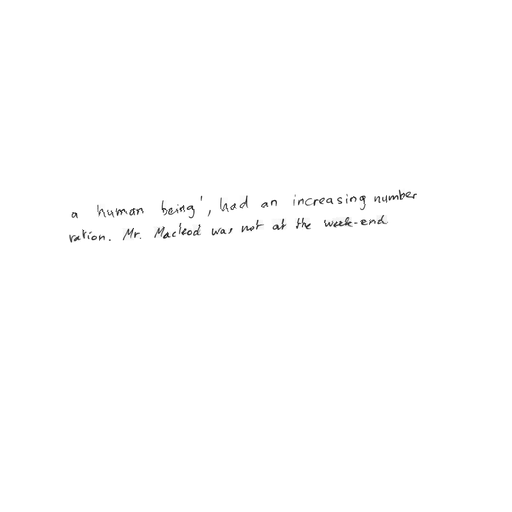 a human being', had an increasing number
ration. Mr. Macleod was not at the week-end